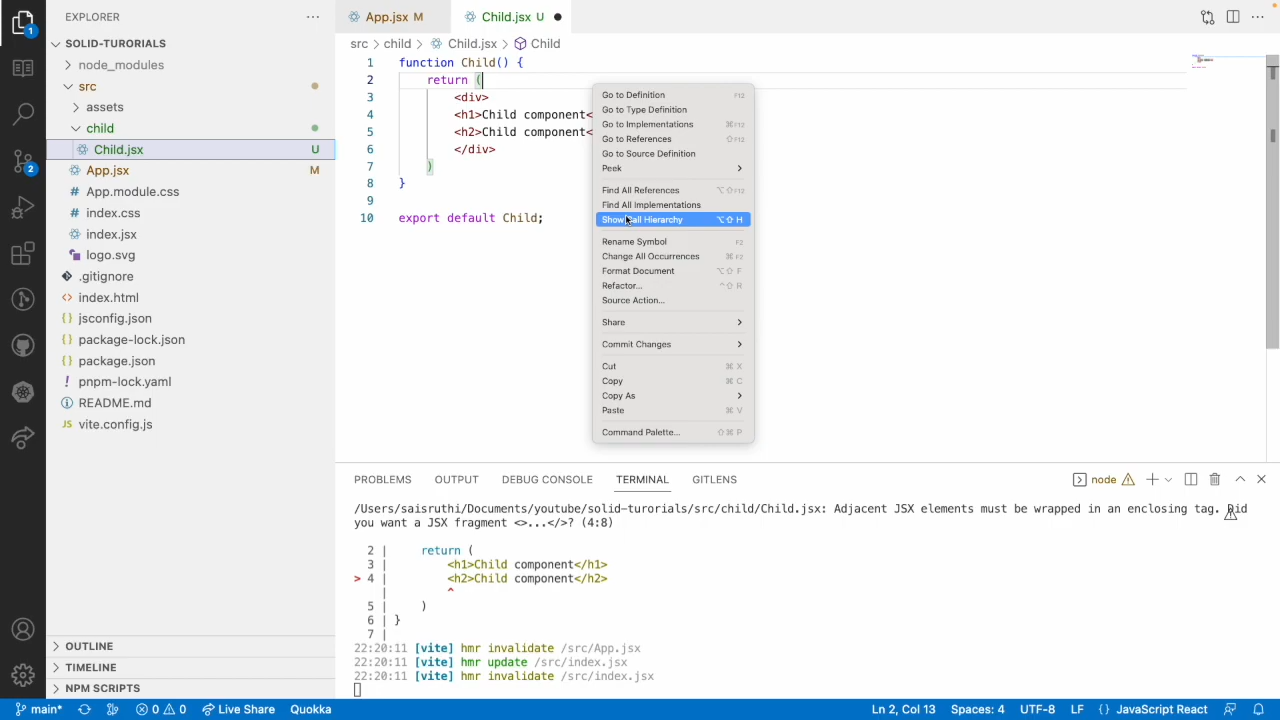 EXPLORER
SOLID-TURORIALS
node_modules
src
assets
child
Child.jsx U
App.jsx M
App.module.css
index.css
index.jsx
logo.svg
.gitignore
index.html
jsconfig.json
package-lock.json
package.json
pnpm-lock.yaml
README.md
JS vite.config.js
OUTLINE
TIMELINE
NPM SCRIPTS
1
2
App.jsx M
Child.jsx U
src > child > Child.jsx > Child
1 function Child() {
2 return (
3 <div>
4 <h1>Child component<
5 <h2>Child component<
6 </div>
7 )
8 }
9
10 export default Child;
Go to Definition F12
Go to Type Definition
Go to Implementations ⌘F12
Go to References ⇧F12
Go to Source Definition
Peek
Find All References ⌥⇧F12
Find All Implementations
Show Call Hierarchy ⌥⇧ H
Rename Symbol F2
Change All Occurrences ⌘F2
Format Document ⌥⇧ F
Refactor... ^⇧ R
Source Action...
Share
Commit Changes
Cut ⌘ X
Copy ⌘ C
Copy As
Paste ⌘ V
Command Palette... ⇧⌘ P
PROBLEMS OUTPUT DEBUG CONSOLE TERMINAL GITLENS
node
/Users/saisruthi/Documents/youtube/solid-turorials/src/child/Child.jsx: Adjacent JSX elements must be wrapped in an enclosing tag. Did
you want a JSX fragment <>...</>? (4:8)
2 | return (
3 | <h1>Child component</h1>
> 4 | <h2>Child component</h2>
| ^
5 | )
6 | }
7 |
22:20:11 [vite] hmr invalidate /src/App.jsx
22:20:11 [vite] hmr update /src/index.jsx
22:20:11 [vite] hmr invalidate /src/index.jsx
main* 0 0 Live Share Quokka Ln 2, Col 13 Spaces: 4 UTF-8 LF {} JavaScript React